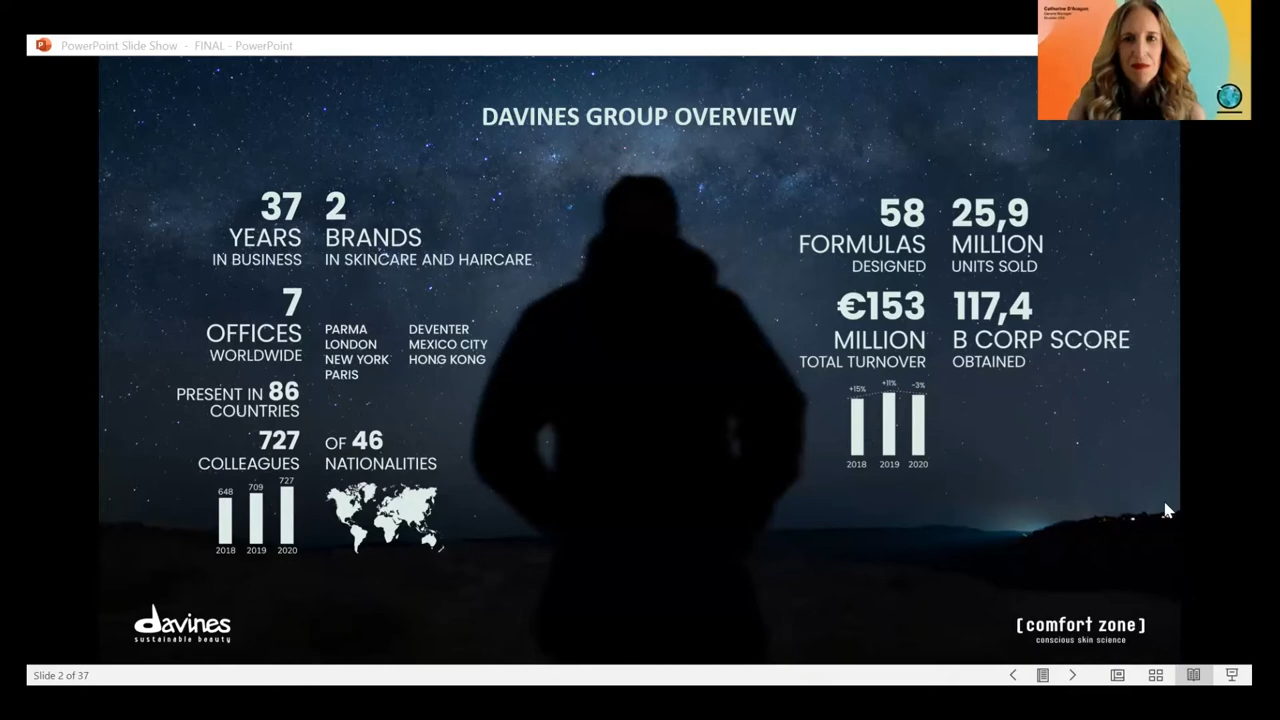 PowerPoint Slide Show - FINAL - PowerPoint
Catherine D'Aragon
General Manager
DAVINES GROUP OVERVIEW
37
YEARS
IN BUSINESS
2
BRANDS
IN SKINCARE AND HAIRCARE
7
OFFICES
WORLDWIDE
PARMA
LONDON
NEW YORK
PARIS
DEVENTER
MEXICO CITY
HONG KONG
PRESENT IN 86
COUNTRIES
727
COLLEAGUES
OF 46
NATIONALITIES
648 709 727
2018 2019 2020
58
FORMULAS
DESIGNED
25,9
MILLION
UNITS SOLD
€153
MILLION
TOTAL TURNOVER
117,4
B CORP SCORE
OBTAINED
+15% +11% -3%
2018 2019 2020
davines
sustainable beauty
[comfort zone]
conscious skin science
Slide 2 of 37